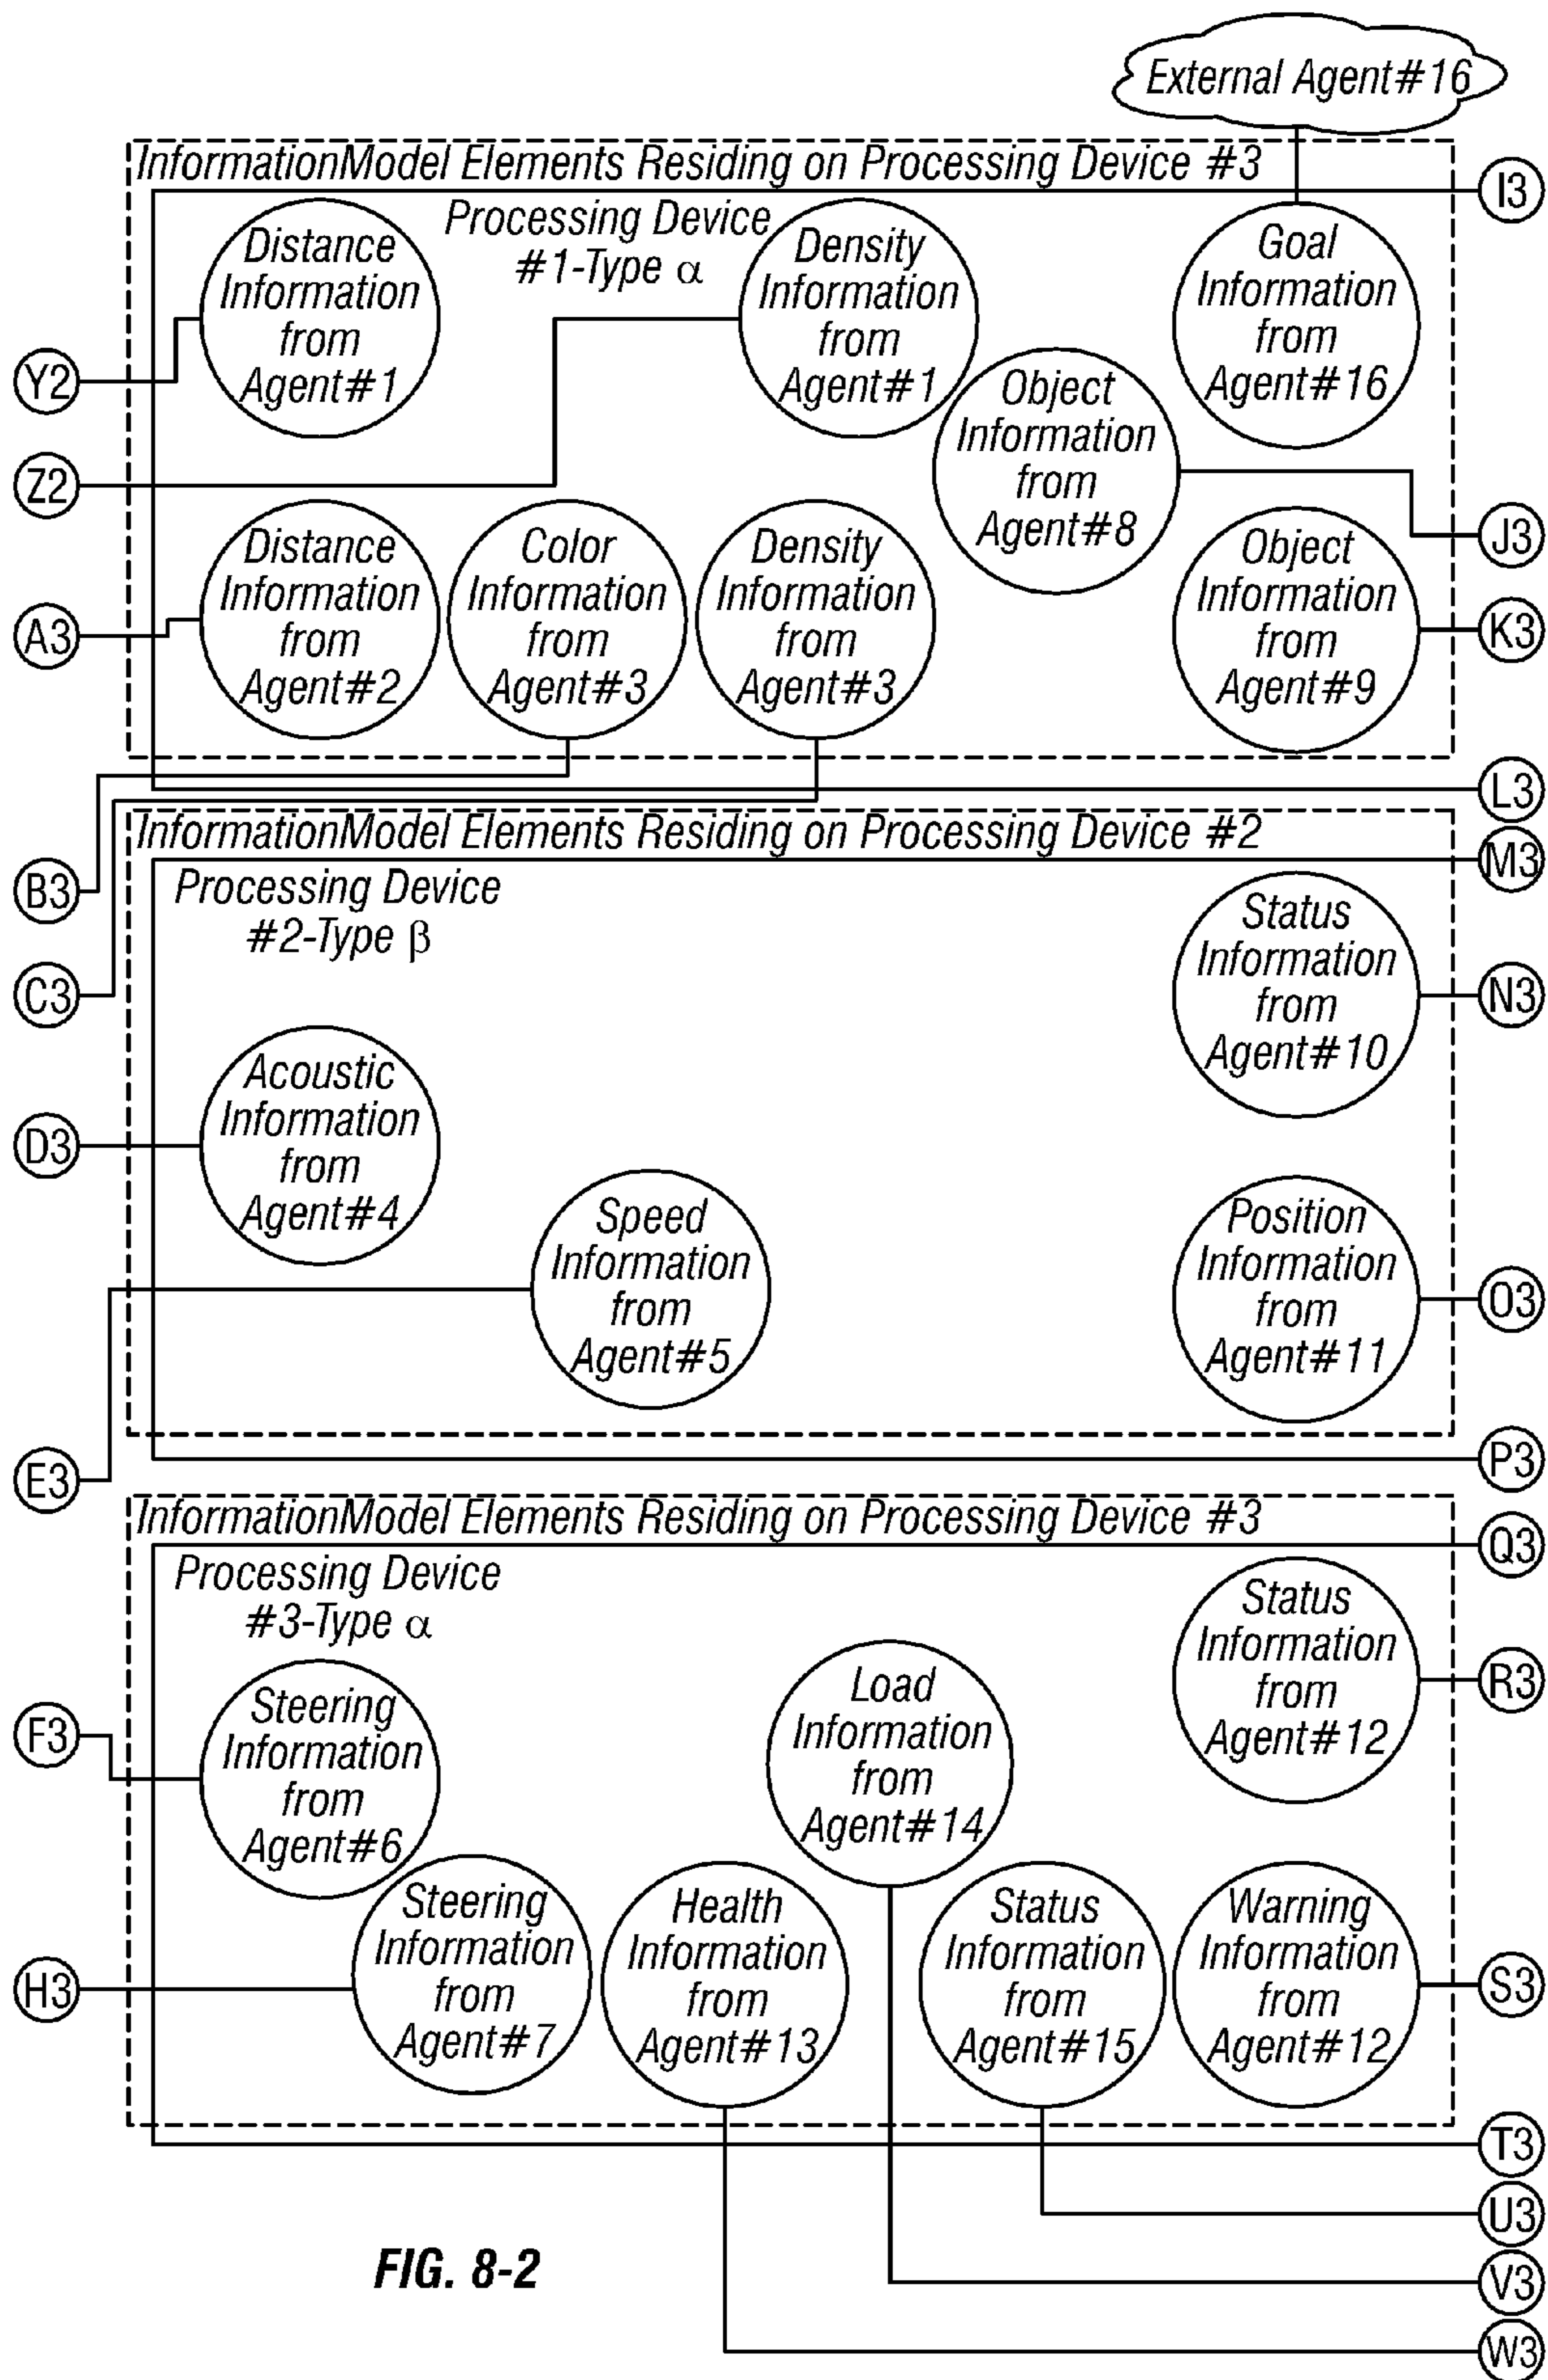 External Agent#16
InformationModel Elements Residing on Processing Device #3
I3
Processing Device
#1-Type α
Distance
Information
from
Agent#1
Density
Information
from
Agent#1
Goal
Information
from
Agent#16
Y2
Object
Information
from
Agent#8
Z2
J3
Distance
Information
from
Agent#2
Color
Information
from
Agent#3
Density
Information
from
Agent#3
Object
Information
from
Agent#9
A3
K3
L3
InformationModel Elements Residing on Processing Device #2
M3
B3
Processing Device
#2-Type β
Status
Information
from
Agent#10
C3
N3
Acoustic
Information
from
Agent#4
D3
Speed
Information
from
Agent#5
Position
Information
from
Agent#11
O3
E3
P3
InformationModel Elements Residing on Processing Device #3
Q3
Processing Device
#3-Type α
Status
Information
from
Agent#12
R3
F3
Steering
Information
from
Agent#6
Load
Information
from
Agent#14
Steering
Information
from
Agent#7
Health
Information
from
Agent#13
Status
Information
from
Agent#15
Warning
Information
from
Agent#12
H3
S3
T3
U3
V3
W3
FIG. 8-2